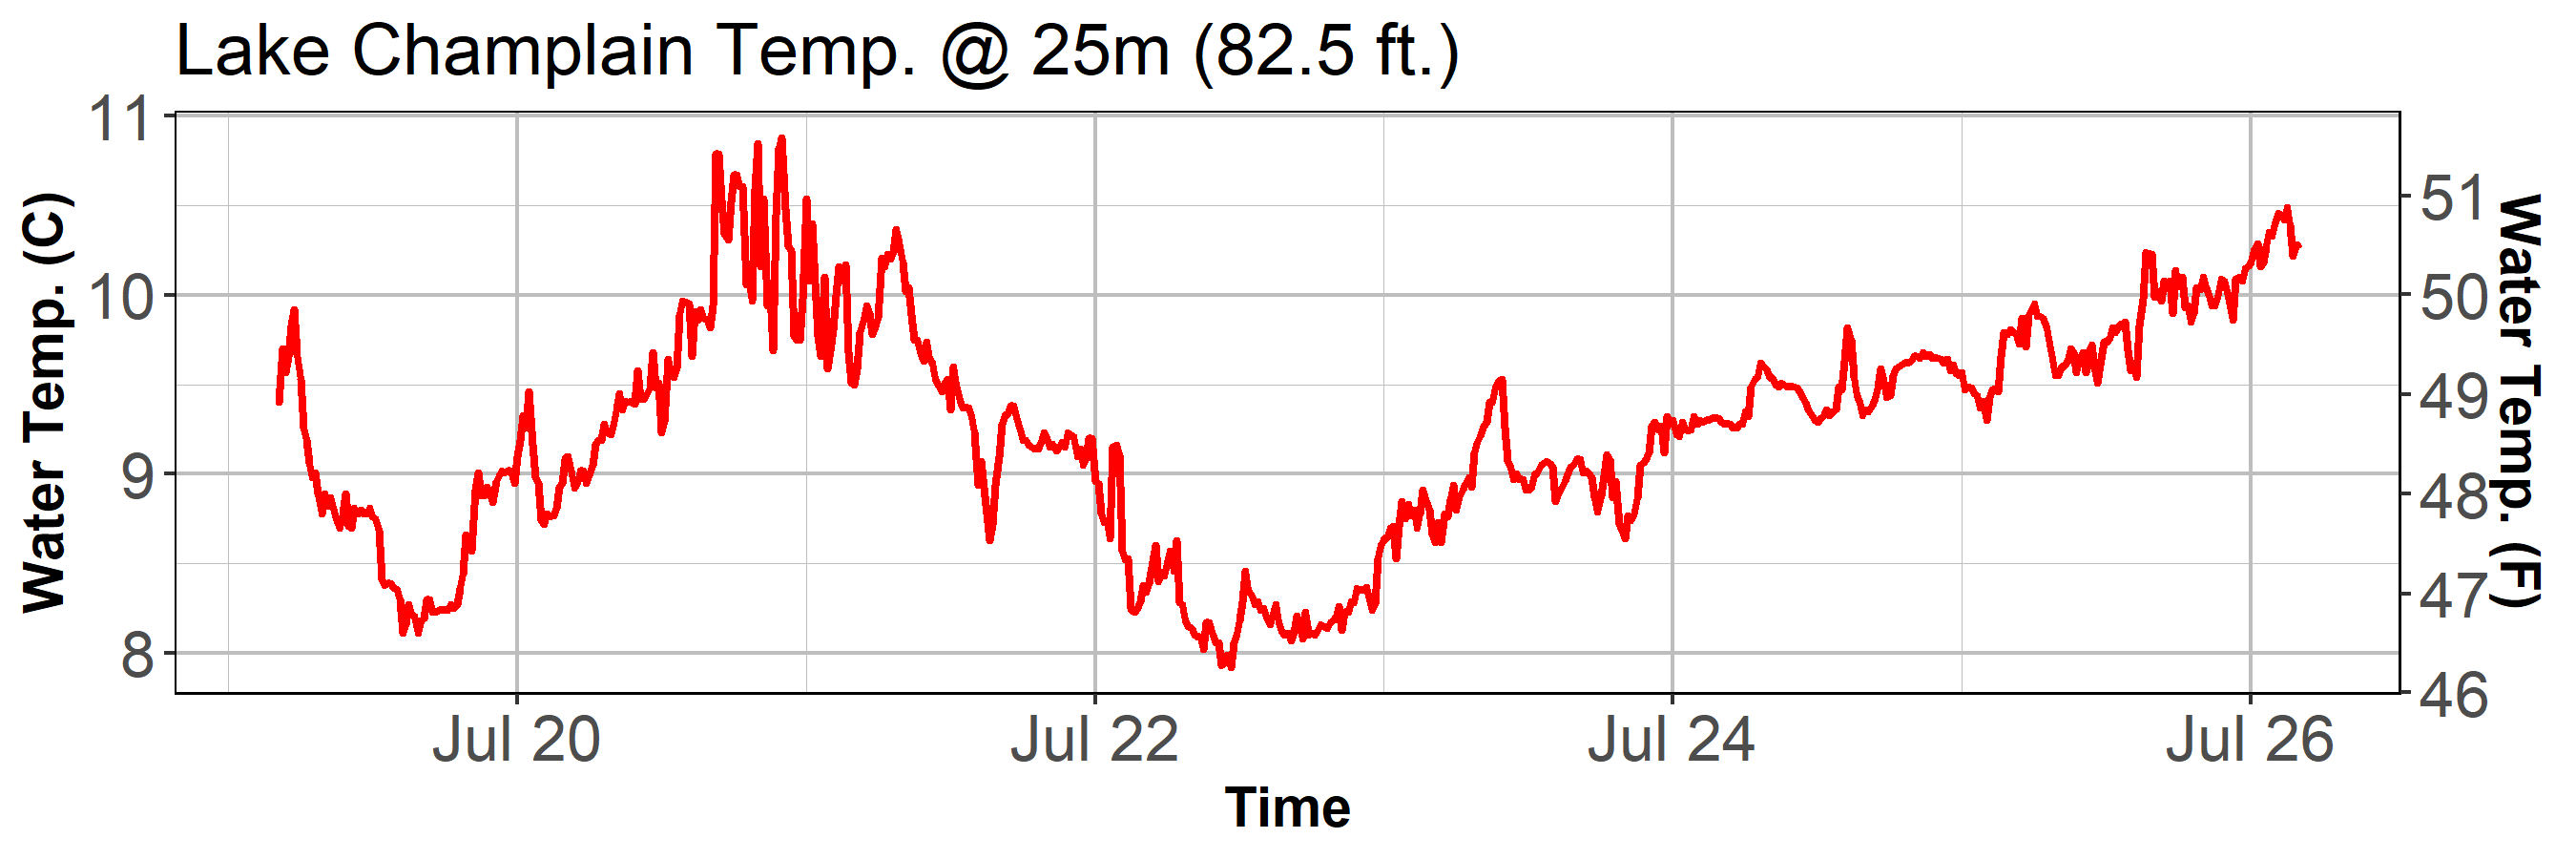 Lake Champlain Temp. @ 25m (82.5 ft.)
Water Temp. (C)
11
10
9
8
51
50
49
48
47
46
Water Temp. (F)
Jul 20
Jul 22
Jul 24
Jul 26
Time